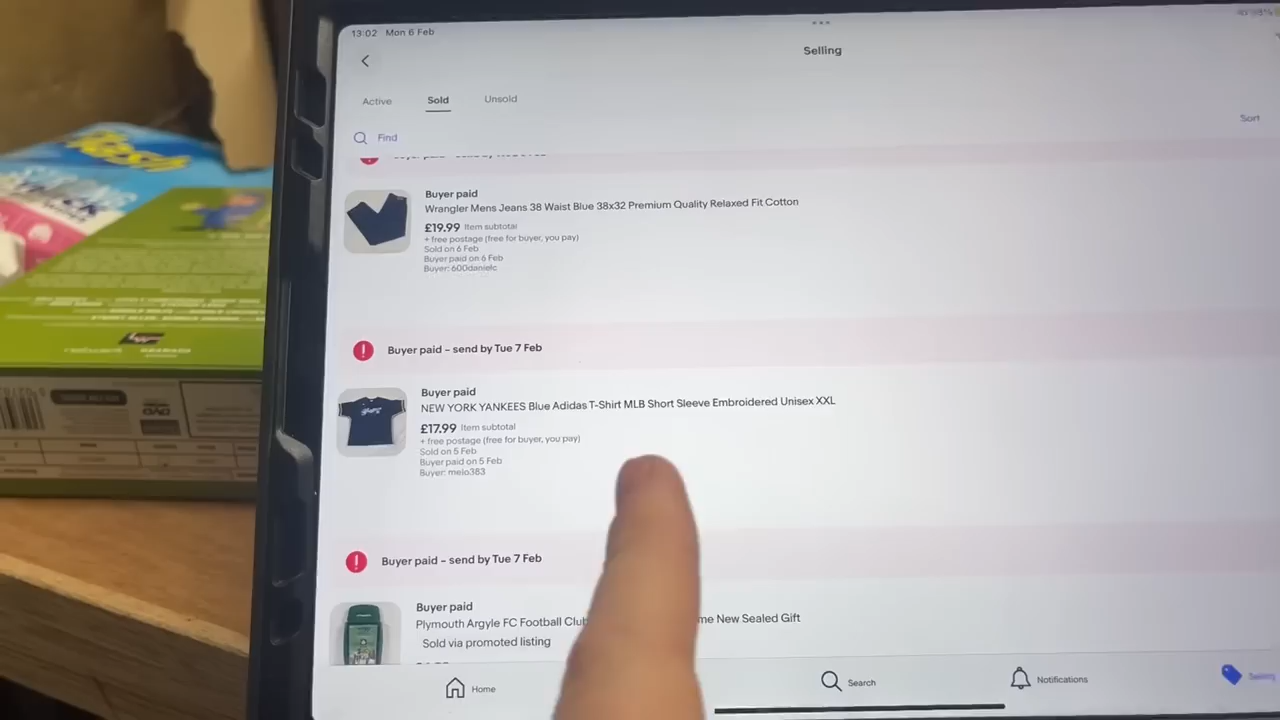 13:02 Mon 6 Feb
Selling
Active Sold Unsold
Sort
Find
Buyer paid
Wrangler Mens Jeans 38 Waist Blue 38x32 Premium Quality Relaxed Fit Cotton
£19.99 Item subtotal
+ free postage (free for buyer, you pay)
Sold on 6 Feb
Buyer paid on 6 Feb
Buyer: 600danielc
Buyer paid – send by Tue 7 Feb
Buyer paid
NEW YORK YANKEES Blue Adidas T-Shirt MLB Short Sleeve Embroidered Unisex XXL
£17.99 Item subtotal
+ free postage (free for buyer, you pay)
Sold on 5 Feb
Buyer paid on 5 Feb
Buyer: melo383
Buyer paid – send by Tue 7 Feb
Buyer paid
Plymouth Argyle FC Football Club me New Sealed Gift
Sold via promoted listing
Home Search Notifications Selling